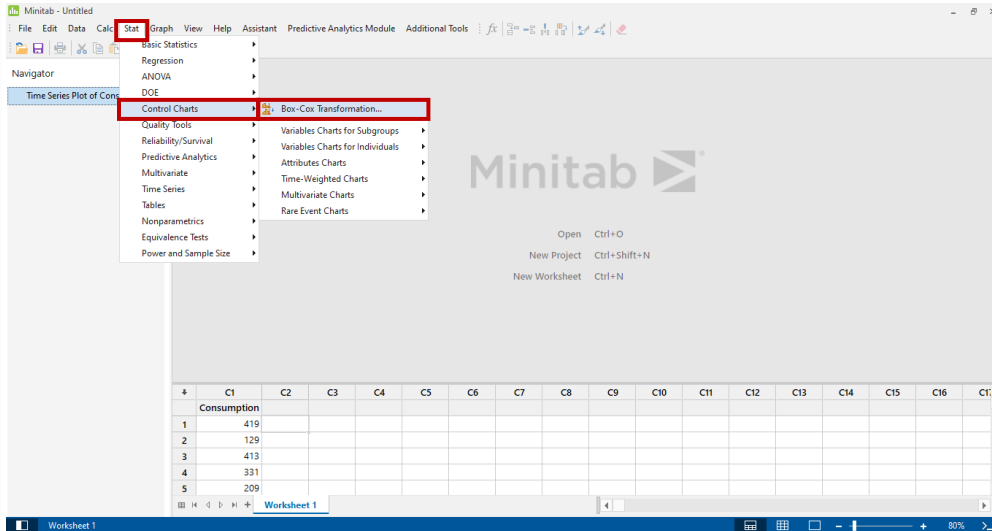 Minitab - Untitled
File Edit Data Calc Stat Graph View Help Assistant Predictive Analytics Module Additional Tools
Navigator
Time Series Plot of Cons
Basic Statistics
Regression
ANOVA
DOE
Control Charts
Quality Tools
Reliability/Survival
Predictive Analytics
Multivariate
Time Series
Tables
Nonparametrics
Equivalence Tests
Power and Sample Size
Box-Cox Transformation...
Variables Charts for Subgroups
Variables Charts for Individuals
Attributes Charts
Time-Weighted Charts
Multivariate Charts
Rare Event Charts
Minitab
Open Ctrl+O
New Project Ctrl+Shift+N
New Worksheet Ctrl+N
C1 C2 C3 C4 C5 C6 C7 C8 C9 C10 C11 C12 C13 C14 C15 C16 C17
Consumption
1 419
2 129
3 413
4 331
5 209
Worksheet 1
Worksheet 1 80%